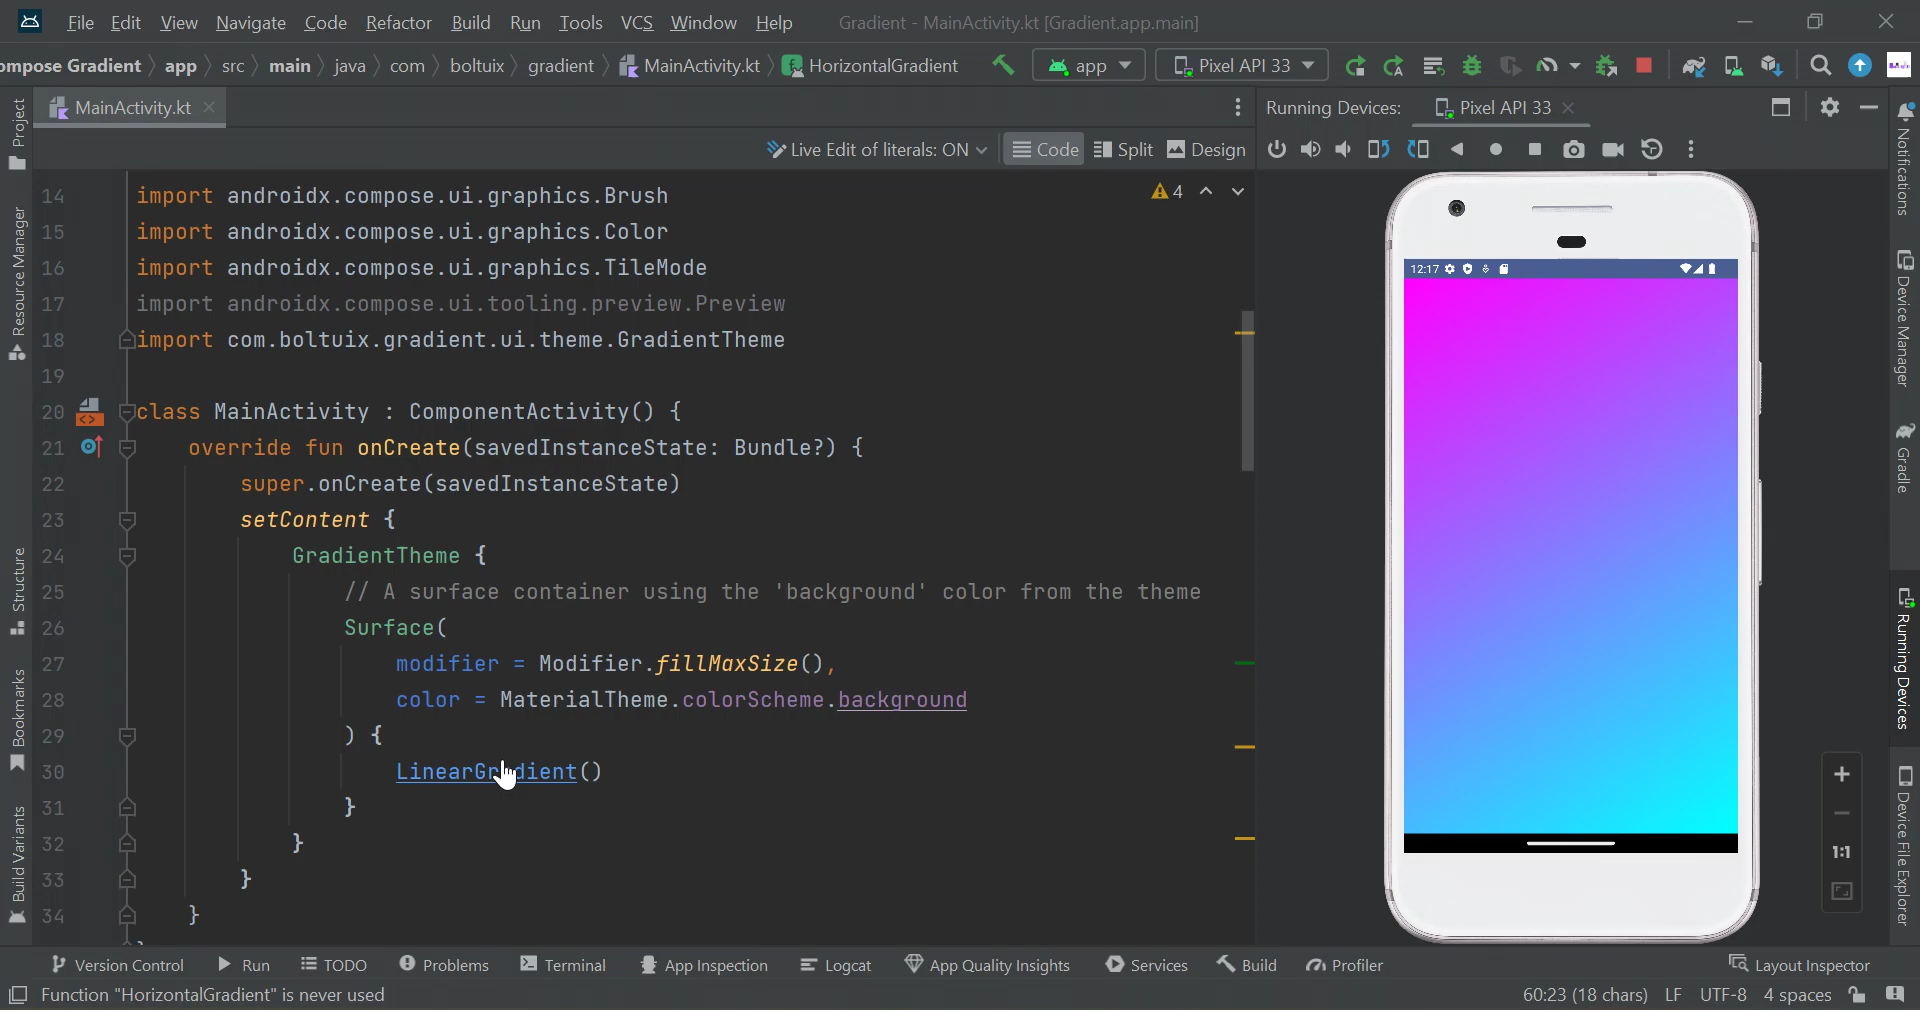 File Edit View Navigate Code Refactor Build Run Tools VCS Window Help Gradient - MainActivity.kt [Gradient.app.main]
ompose Gradient app src main java com boltuix gradient MainActivity.kt HorizontalGradient app Pixel API 33
MainActivity.kt
Running Devices: Pixel API 33
Live Edit of literals: ON Code Split Design
4
14 import androidx.compose.ui.graphics.Brush
15 import androidx.compose.ui.graphics.Color
16 import androidx.compose.ui.graphics.TileMode
17 import androidx.compose.ui.tooling.preview.Preview
18 import com.boltuix.gradient.ui.theme.GradientTheme
19
20 class MainActivity : ComponentActivity() {
21 override fun onCreate(savedInstanceState: Bundle?) {
22 super.onCreate(savedInstanceState)
23 setContent {
24 GradientTheme {
25 // A surface container using the 'background' color from the theme
26 Surface(
27 modifier = Modifier.fillMaxSize(),
28 color = MaterialTheme.colorScheme.background
29 ) {
30 LinearGradient()
31 }
32 }
33 }
34 }
12:17
1:1
Project
Resource Manager
Structure
Bookmarks
Build Variants
Notifications
Device Manager
Gradle
Running Devices
Device File Explorer
Version Control Run TODO Problems Terminal App Inspection Logcat App Quality Insights Services Build Profiler Layout Inspector
Function "HorizontalGradient" is never used 60:23 (18 chars) LF UTF-8 4 spaces